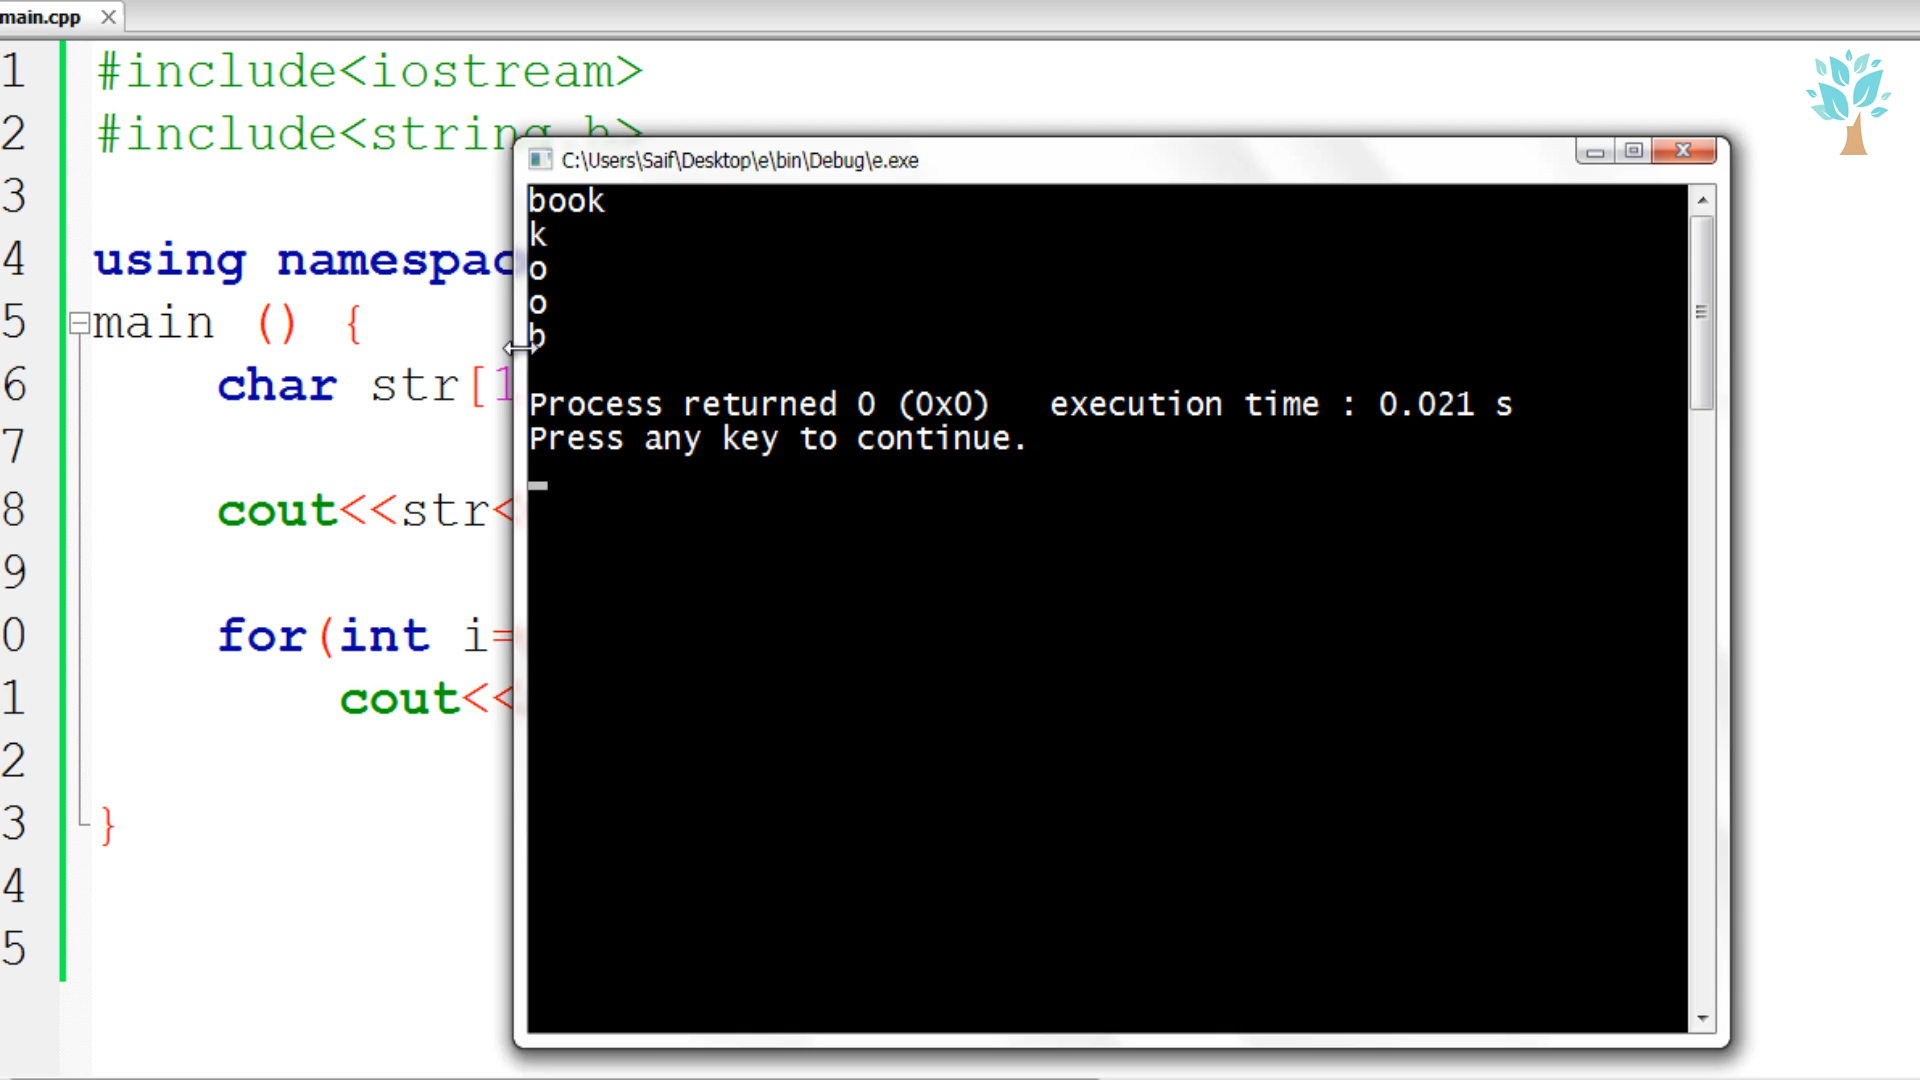 main.cpp
1 #include<iostream>
2 #include<string.h>
3
4 using namespac
5 main () {
6 char str[1
7
8 cout<<str<
9
0 for(int i=
1 cout<<
2
3 }
4
5
C:\Users\Saif\Desktop\e\bin\Debug\e.exe
book
k
o
o
b
Process returned 0 (0x0)   execution time : 0.021 s
Press any key to continue.